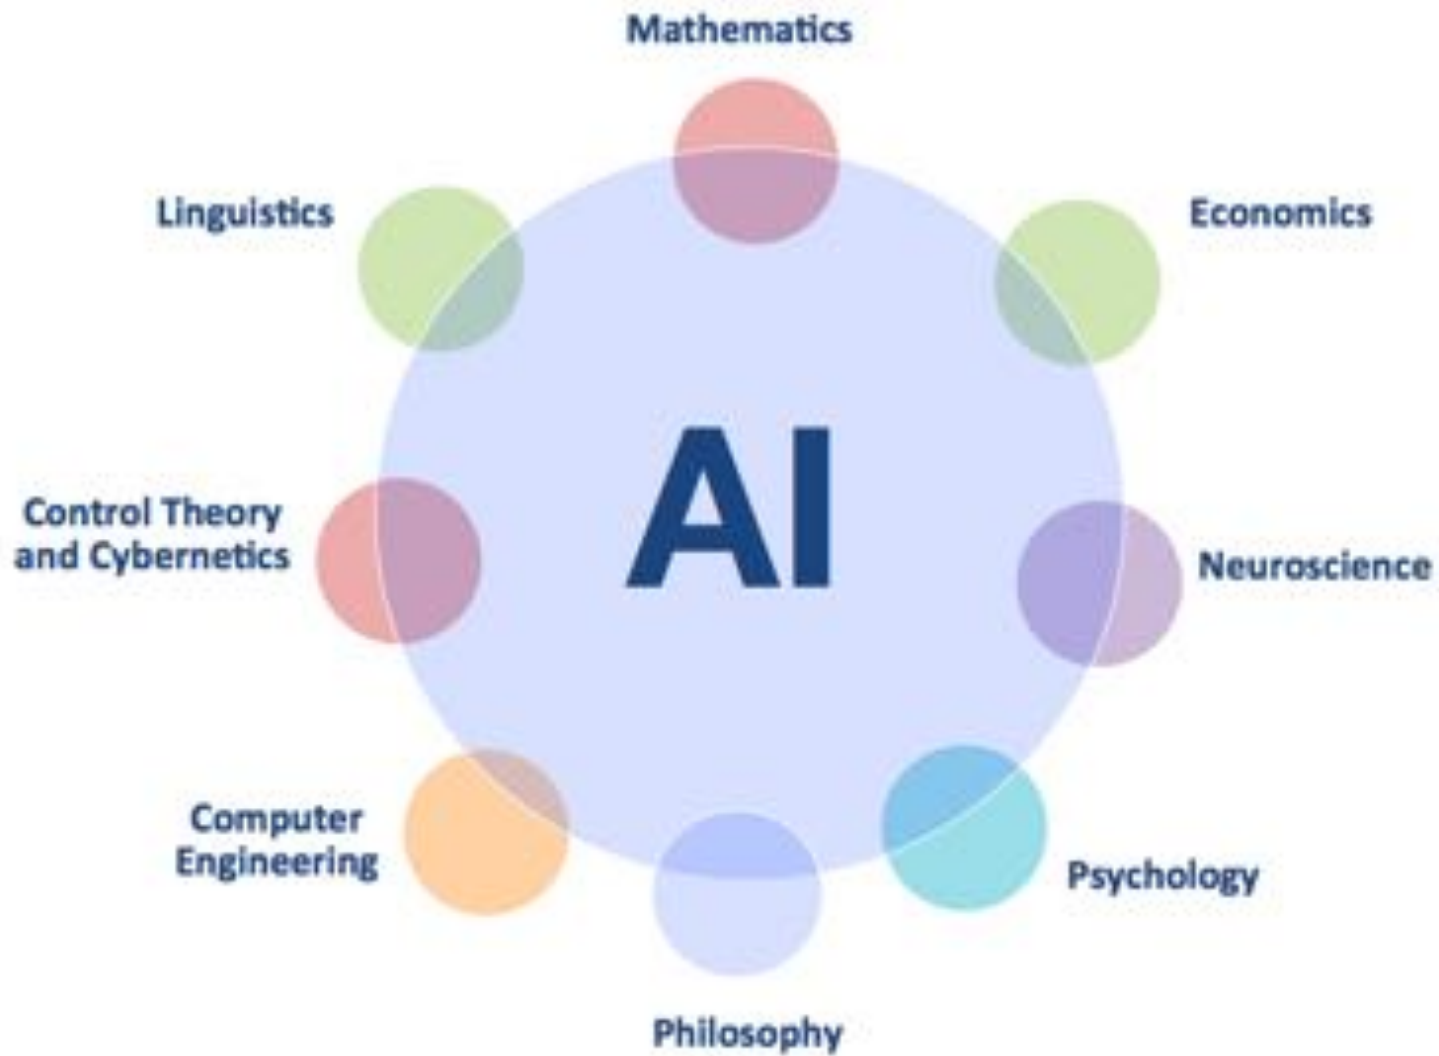 Mathematics
Linguistics
Economics
AI
Control Theory
and Cybernetics
Neuroscience
Computer
Engineering
Psychology
Philosophy